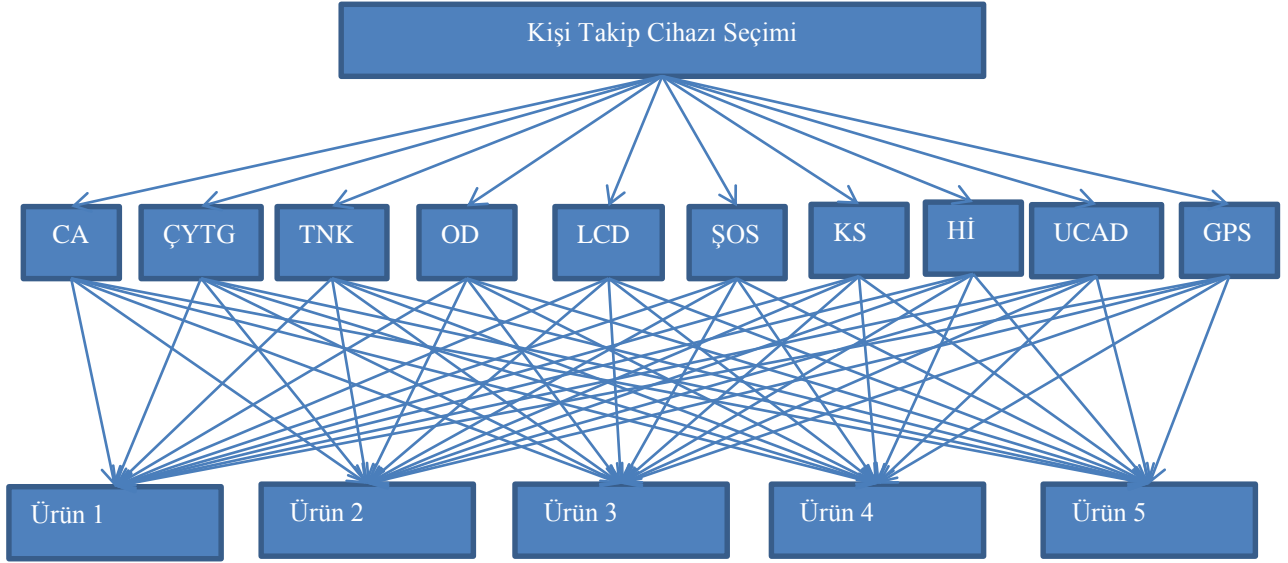 Kişi Takip Cihazı Seçimi
CA
ÇYTG
TNK
OD
LCD
ŞOS
KS
Hİ
UCAD
GPS
Ürün 1
Ürün 2
Ürün 3
Ürün 4
Ürün 5